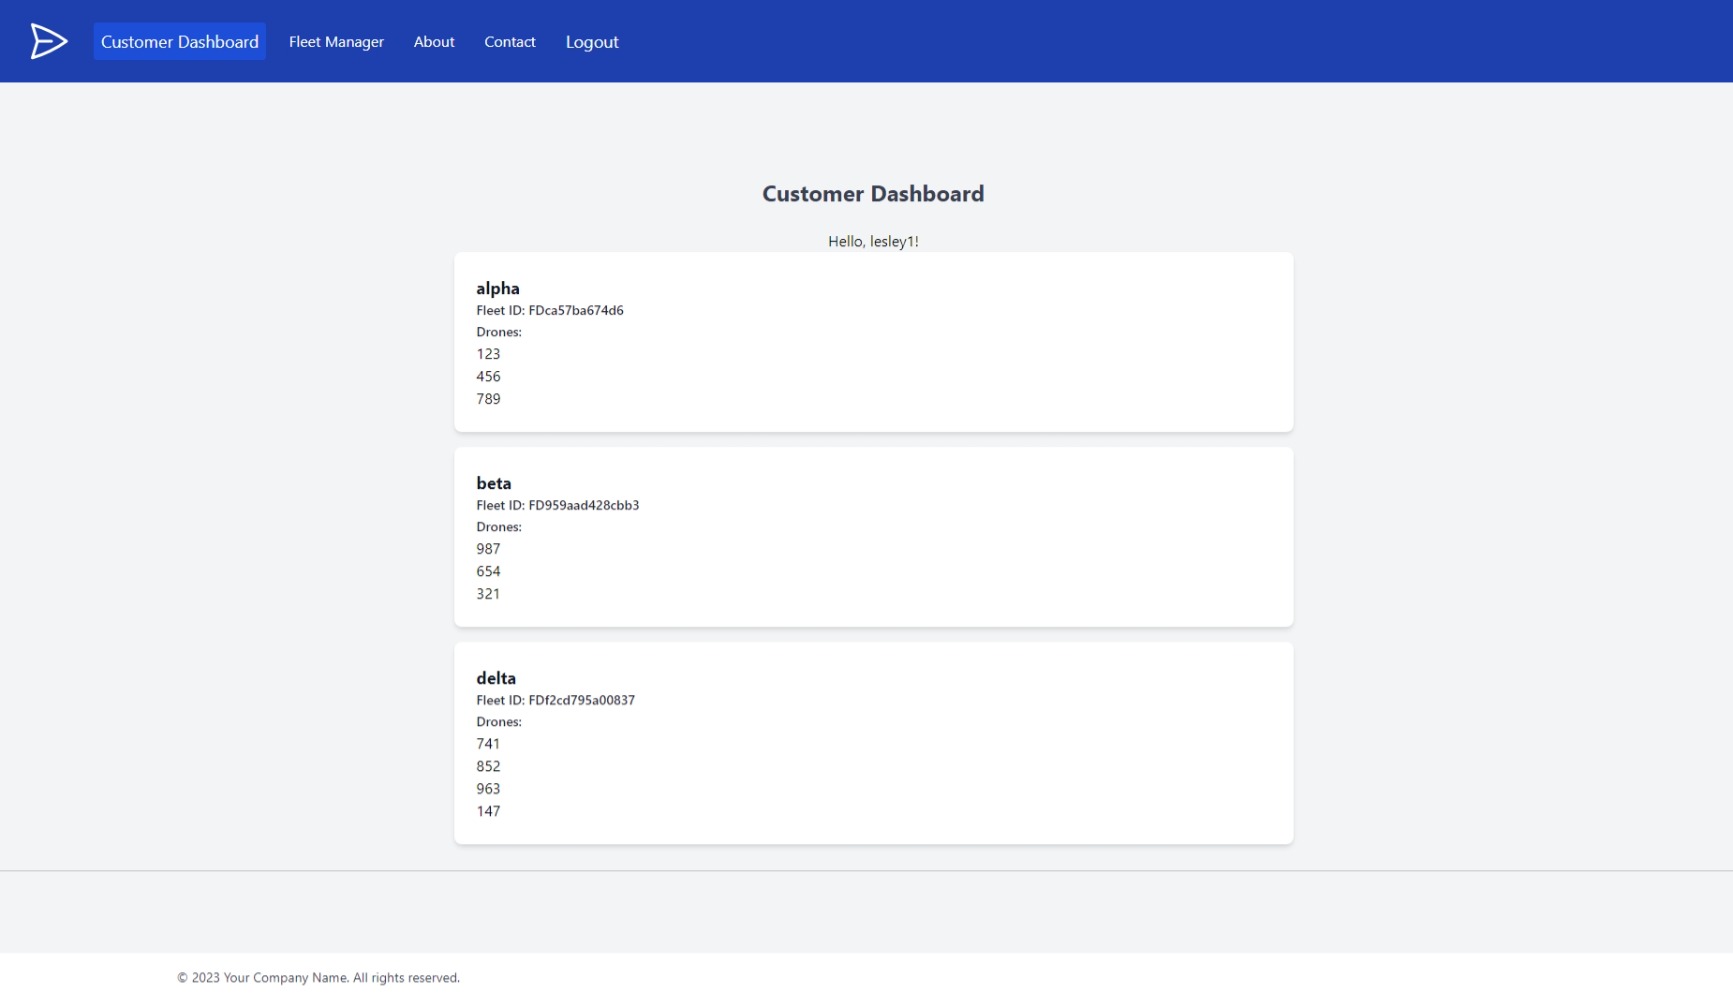 Customer Dashboard Fleet Manager About Contact Logout
Customer Dashboard
Hello, lesley1!
alpha
Fleet ID: FDca57ba674d6
Drones:
123
456
789
beta
Fleet ID: FD959aad428cbb3
Drones:
987
654
321
delta
Fleet ID: FDf2cd795a00837
Drones:
741
852
963
147
© 2023 Your Company Name. All rights reserved.